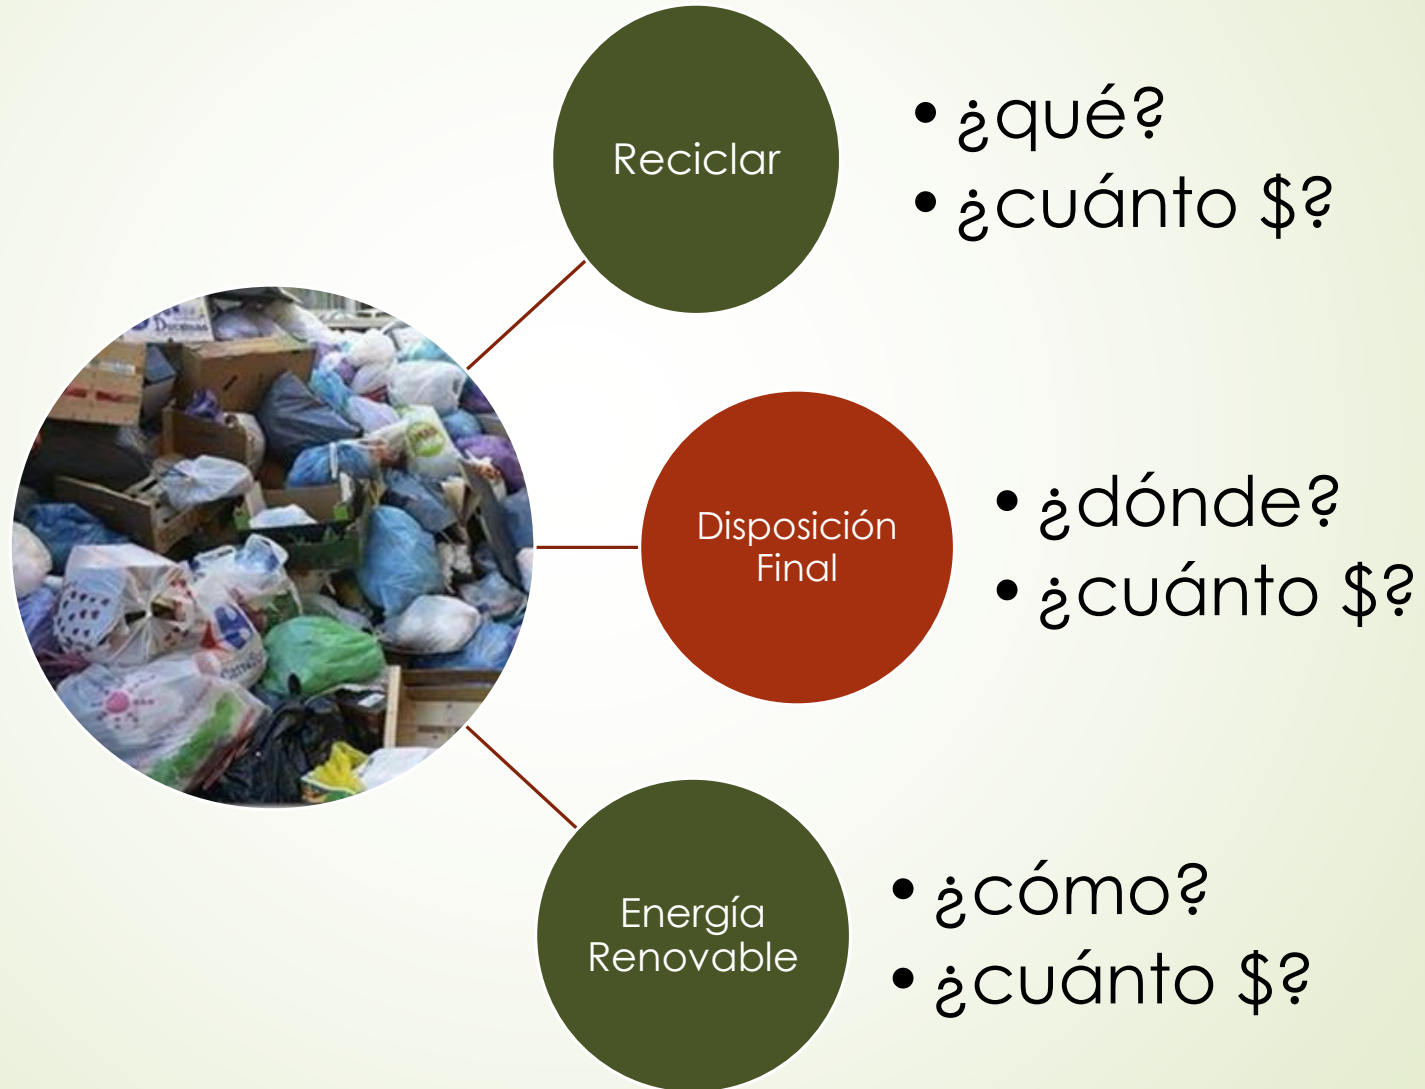 Reciclar
• ¿qué?
• ¿cuánto $?
Disposición
Final
• ¿dónde?
• ¿cuánto $?
Energía
Renovable
• ¿cómo?
• ¿cuánto $?